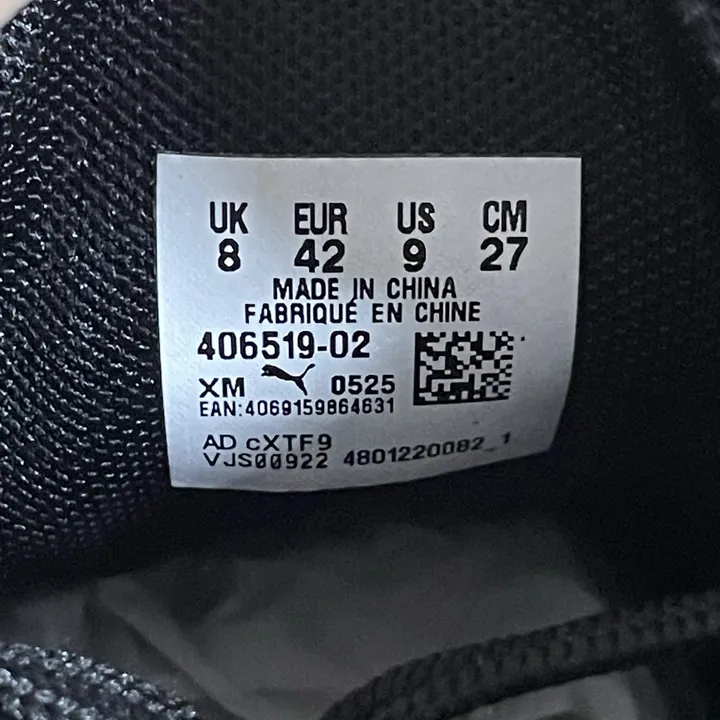 UK EUR US CM
8 42 9 27
MADE IN CHINA
FABRIQUÉ EN CHINE
406519-02
XM 0525
EAN:4069159864631
AD cXTF9
VJS00922 4801220082_1